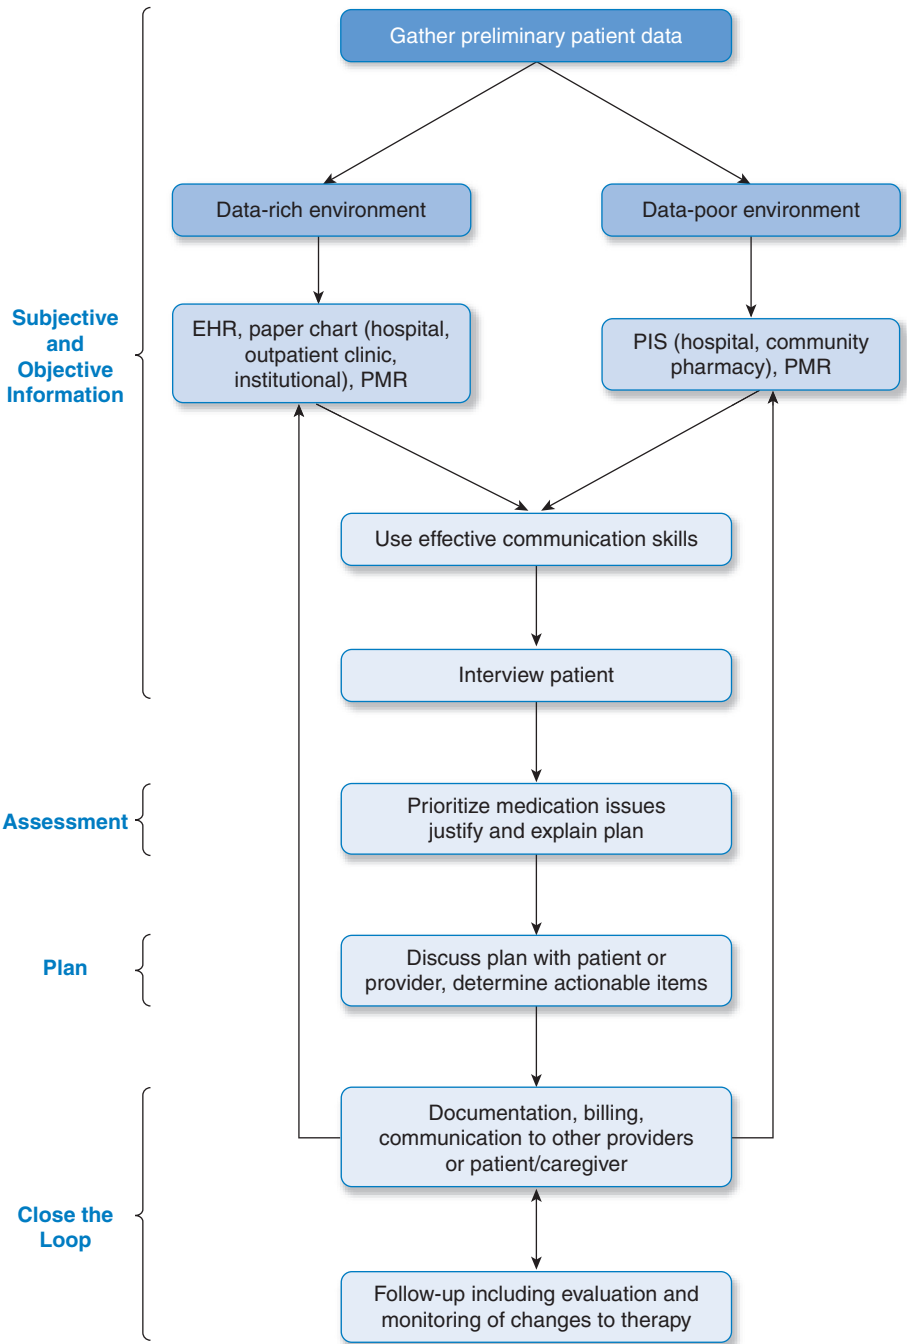 Gather preliminary patient data
Data-rich environment
Data-poor environment
Subjective
and
Objective
Information
EHR, paper chart (hospital,
outpatient clinic,
institutional), PMR
PIS (hospital, community
pharmacy), PMR
Use effective communication skills
Interview patient
Assessment
Prioritize medication issues
justify and explain plan
Plan
Discuss plan with patient or
provider, determine actionable items
Close the
Loop
Documentation, billing,
communication to other providers
or patient/caregiver
Follow-up including evaluation and
monitoring of changes to therapy